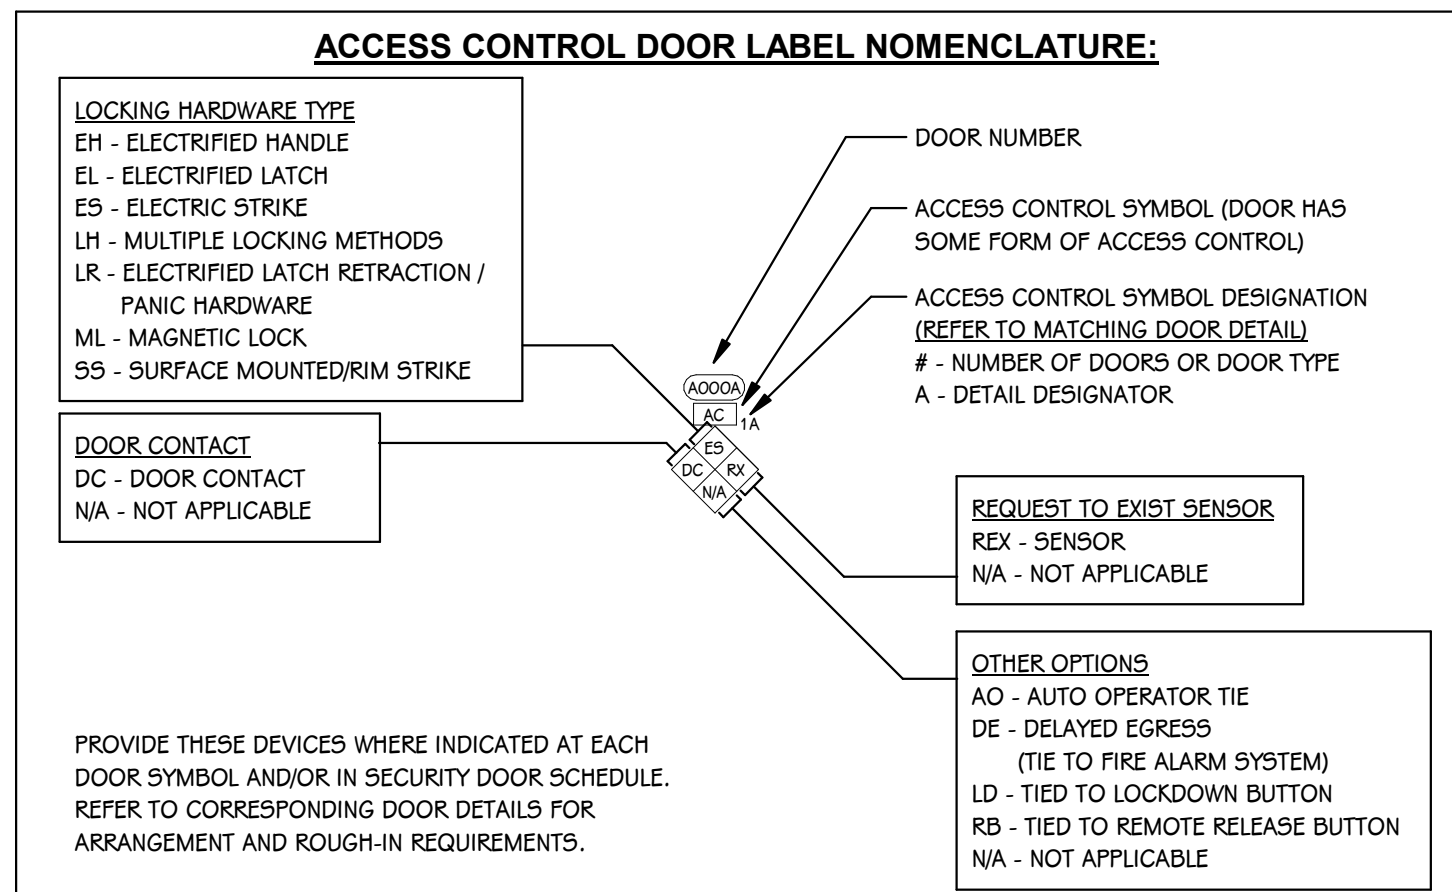 ACCESS CONTROL DOOR LABEL NOMENCLATURE:
LOCKING HARDWARE TYPE
EH - ELECTRIFIED HANDLE
EL - ELECTRIFIED LATCH
ES - ELECTRIC STRIKE
LH - MULTIPLE LOCKING METHODS
LR - ELECTRIFIED LATCH RETRACTION /
PANIC HARDWARE
ML - MAGNETIC LOCK
SS - SURFACE MOUNTED/RIM STRIKE
DOOR CONTACT
DC - DOOR CONTACT
N/A - NOT APPLICABLE
DOOR NUMBER
ACCESS CONTROL SYMBOL (DOOR HAS
SOME FORM OF ACCESS CONTROL)
ACCESS CONTROL SYMBOL DESIGNATION
(REFER TO MATCHING DOOR DETAIL)
# - NUMBER OF DOORS OR DOOR TYPE
A - DETAIL DESIGNATOR
A000A
AC
1A
ES
DC
RX
N/A
REQUEST TO EXIST SENSOR
REX - SENSOR
N/A - NOT APPLICABLE
OTHER OPTIONS
AO - AUTO OPERATOR TIE
DE - DELAYED EGRESS
(TIE TO FIRE ALARM SYSTEM)
LD - TIED TO LOCKDOWN BUTTON
RB - TIED TO REMOTE RELEASE BUTTON
N/A - NOT APPLICABLE
PROVIDE THESE DEVICES WHERE INDICATED AT EACH
DOOR SYMBOL AND/OR IN SECURITY DOOR SCHEDULE.
REFER TO CORRESPONDING DOOR DETAILS FOR
ARRANGEMENT AND ROUGH-IN REQUIREMENTS.